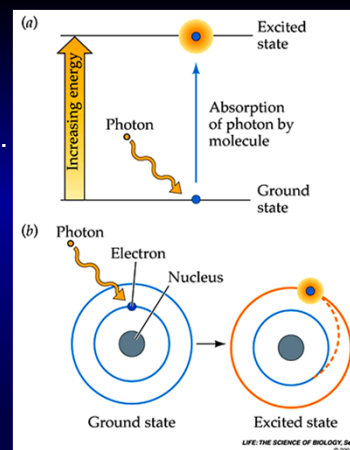 (a)
Excited
state
Increasing energy
Photon
Absorption
of photon by
molecule
Ground
state
(b)
Photon
Electron
Nucleus
Ground state
Excited state
LIFE: THE SCIENCE OF BIOLOGY,